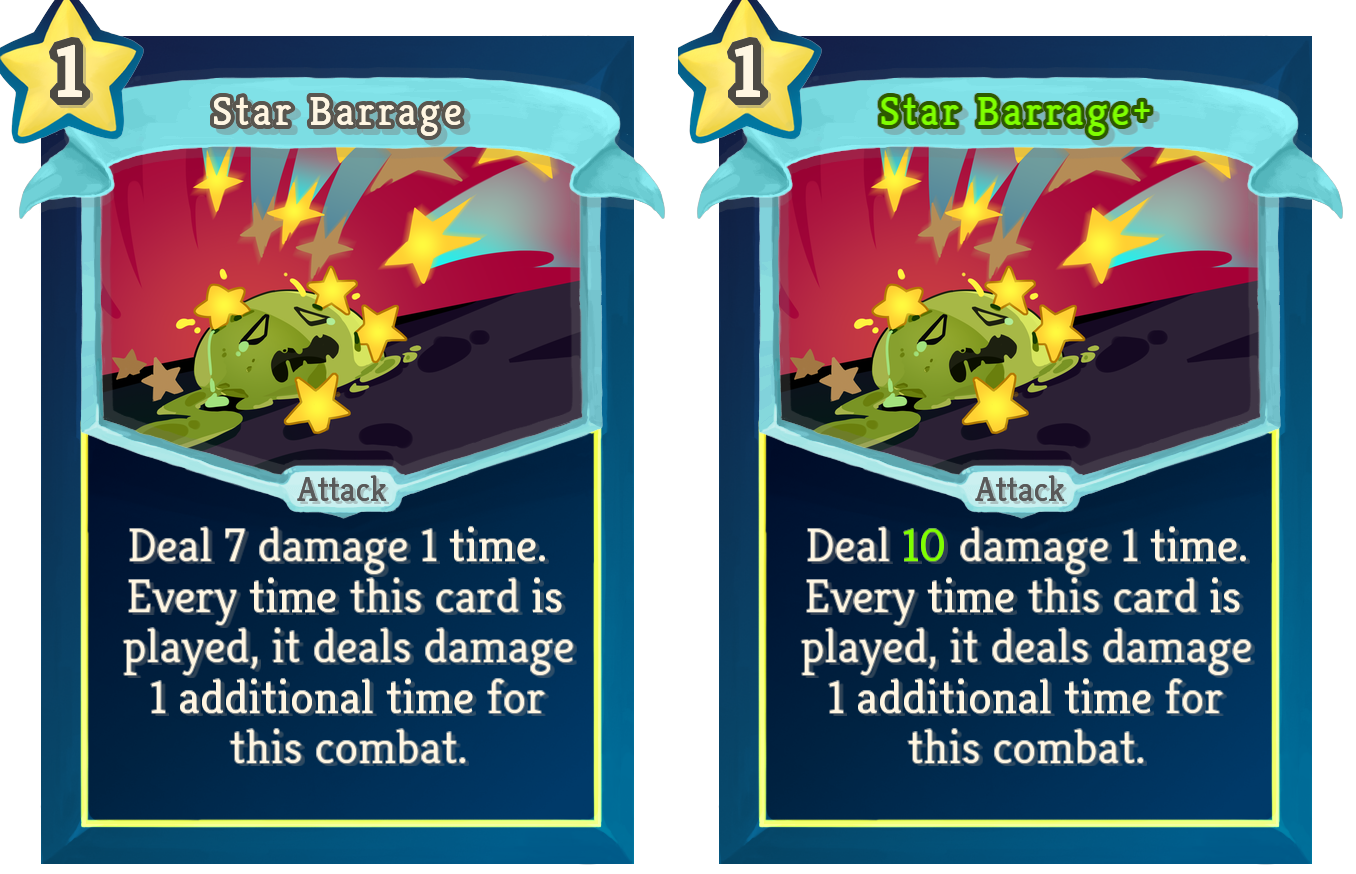 1
Star Barrage
Attack
Deal 7 damage 1 time.
Every time this card is
played, it deals damage
1 additional time for
this combat.
1
Star Barrage+
Attack
Deal 10 damage 1 time.
Every time this card is
played, it deals damage
1 additional time for
this combat.